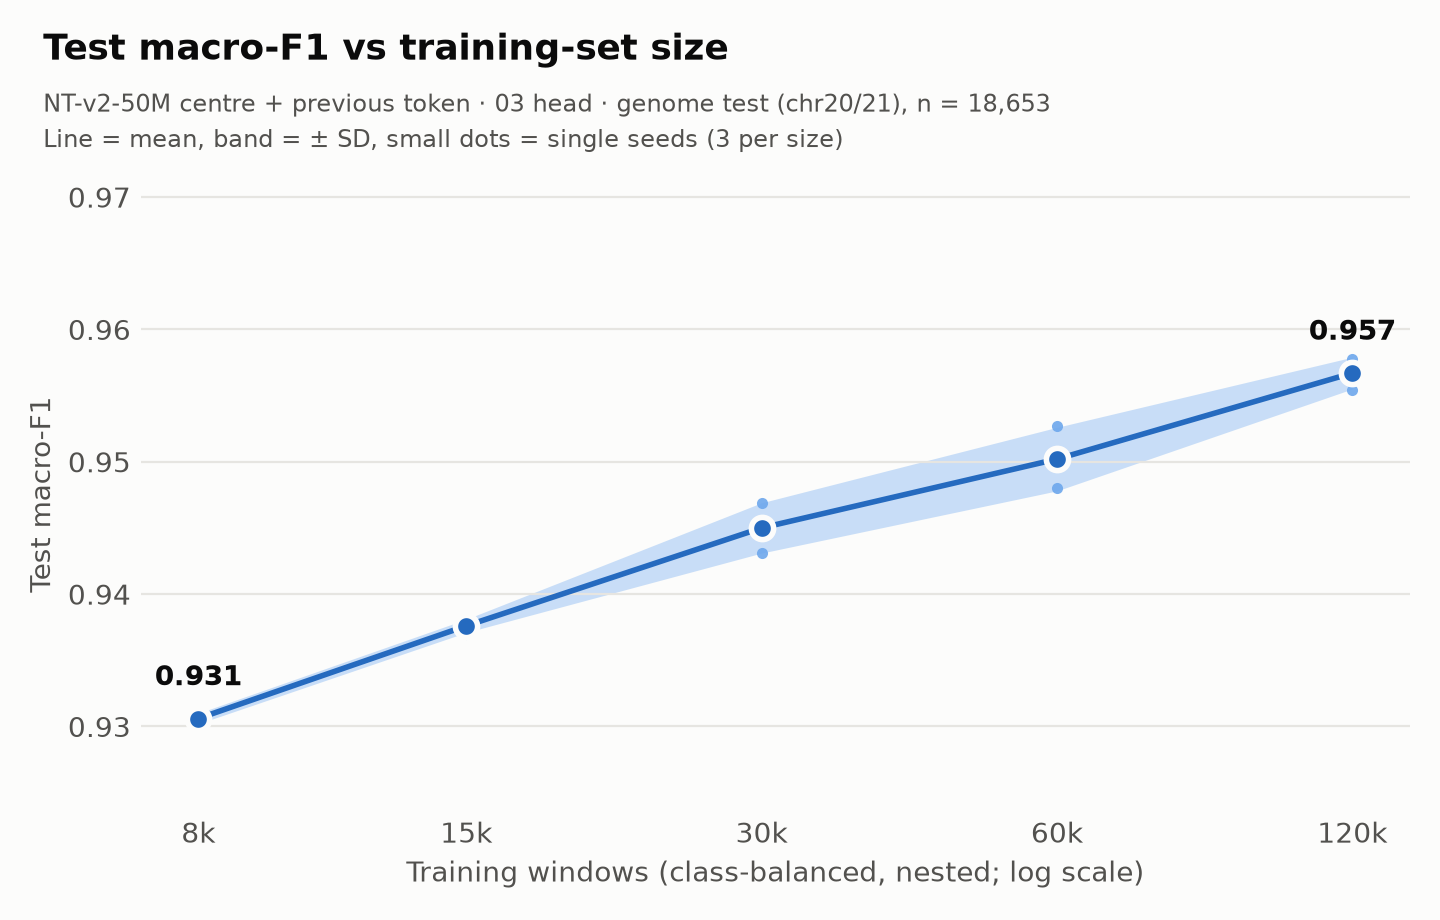 Test macro-F1 vs training-set size
NT-v2-50M centre + previous token · 03 head · genome test (chr20/21), n = 18,653
Line = mean, band = ± SD, small dots = single seeds (3 per size)
0.97
0.96
0.95
0.94
0.93
Test macro-F1
0.931
0.957
8k
15k
30k
60k
120k
Training windows (class-balanced, nested; log scale)